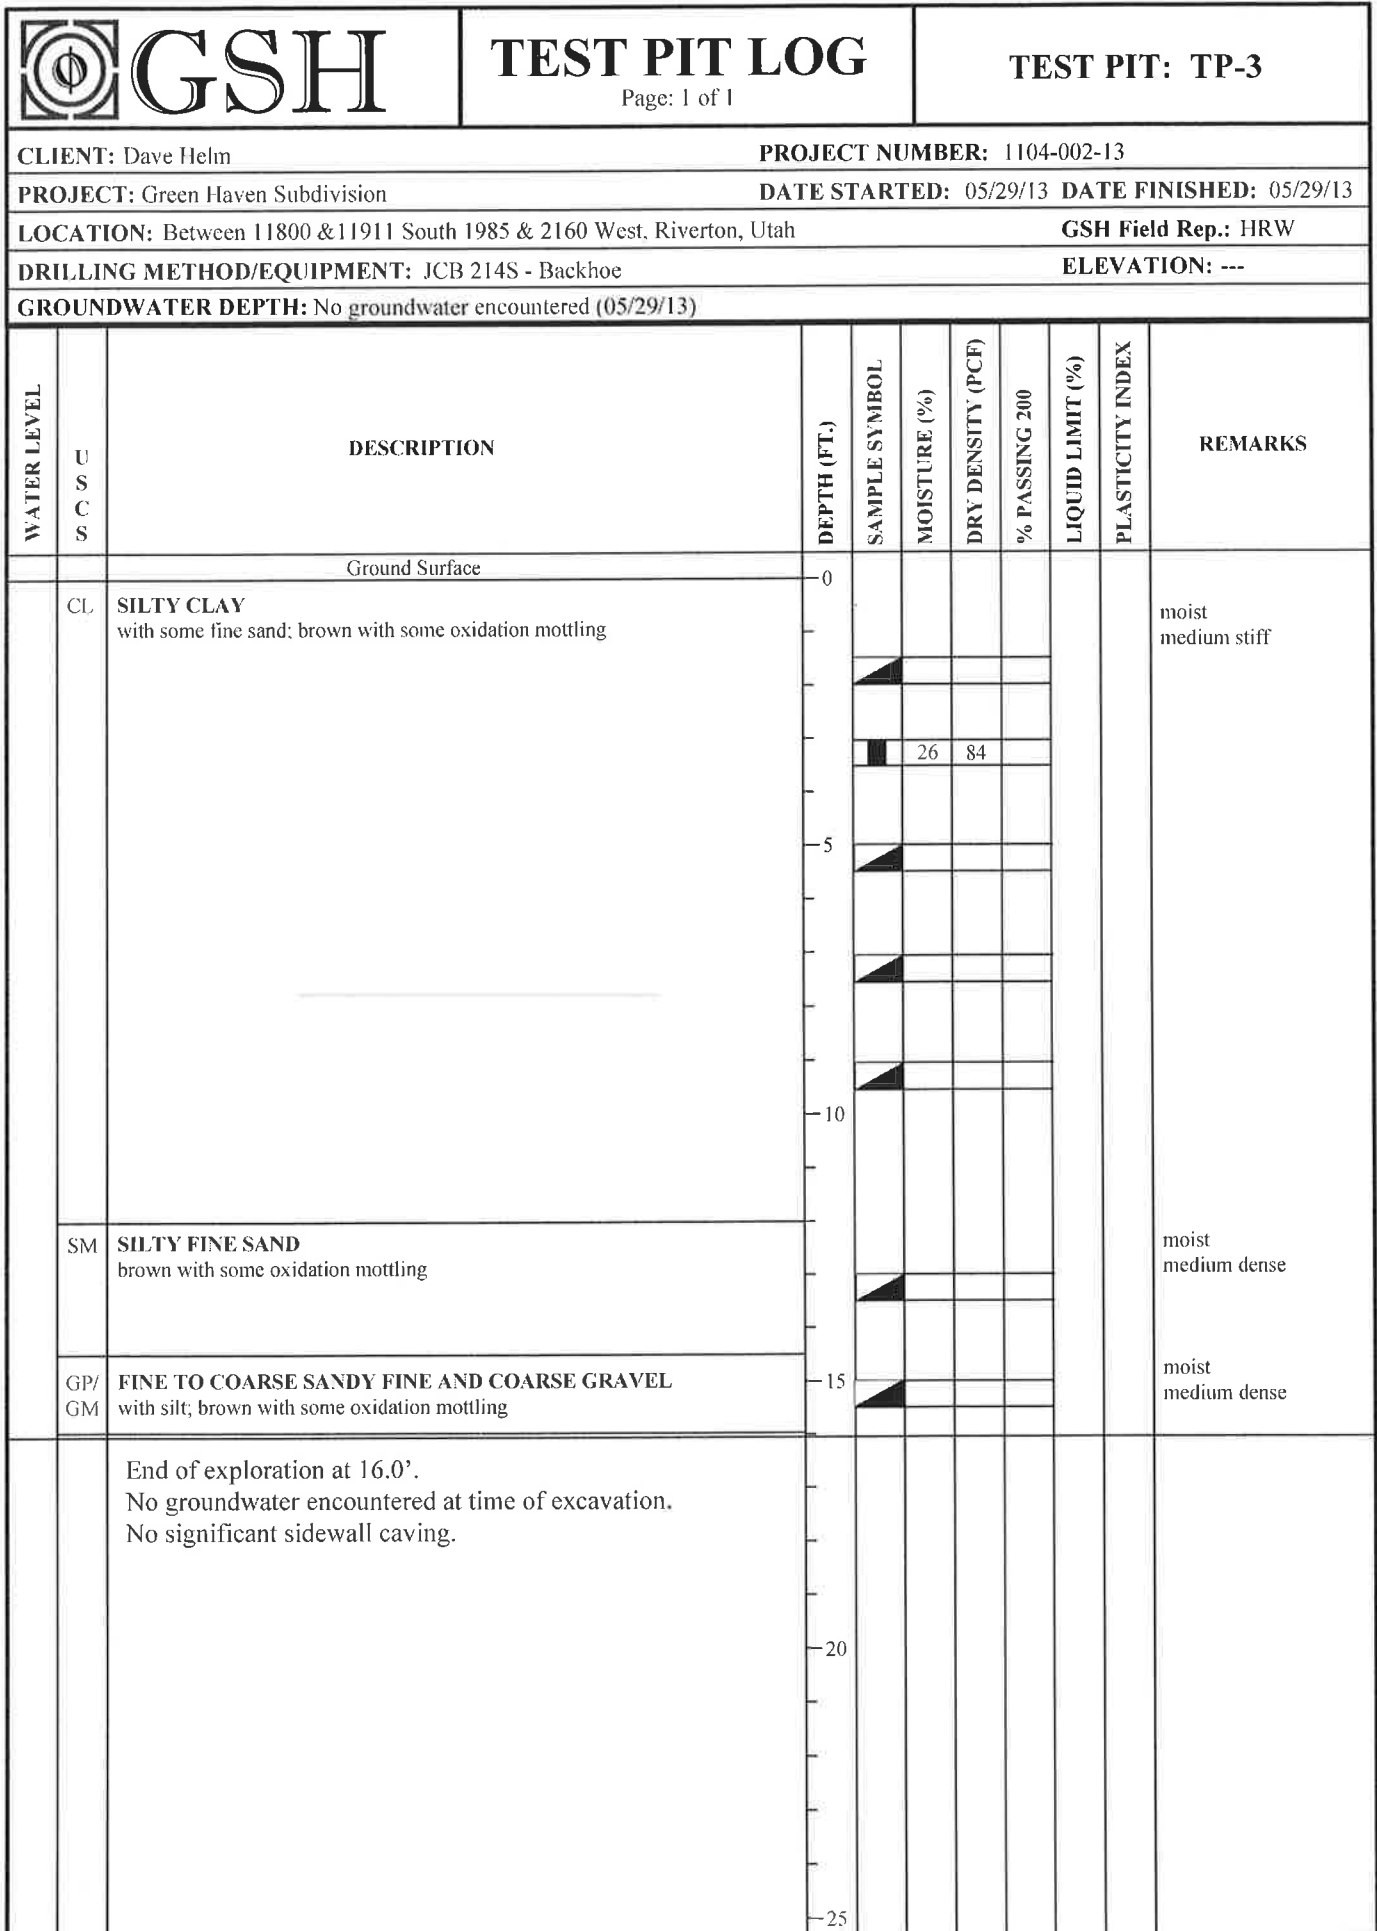 GSH
TEST PIT LOG
Page: 1 of 1
TEST PIT: TP-3
CLIENT: Dave Helm
PROJECT NUMBER: 1104-002-13
PROJECT: Green Haven Subdivision
DATE STARTED: 05/29/13 DATE FINISHED: 05/29/13
LOCATION: Between 11800 &11911 South 1985 & 2160 West, Riverton, Utah
GSH Field Rep.: HRW
DRILLING METHOD/EQUIPMENT: JCB 214S - Backhoe
ELEVATION: ---
GROUNDWATER DEPTH: No groundwater encountered (05/29/13)
WATER LEVEL
U
S
C
S
DESCRIPTION
DEPTH (FT.)
SAMPLE SYMBOL
MOISTURE (%)
DRY DENSITY (PCF)
% PASSING 200
LIQUID LIMIT (%)
PLASTICITY INDEX
REMARKS
Ground Surface
0
CL SILTY CLAY
with some fine sand; brown with some oxidation mottling
moist
medium stiff
26 84
5
10
SM SILTY FINE SAND
brown with some oxidation mottling
moist
medium dense
GP/ FINE TO COARSE SANDY FINE AND COARSE GRAVEL
GM with silt; brown with some oxidation mottling
15
moist
medium dense
End of exploration at 16.0’.
No groundwater encountered at time of excavation.
No significant sidewall caving.
20
25